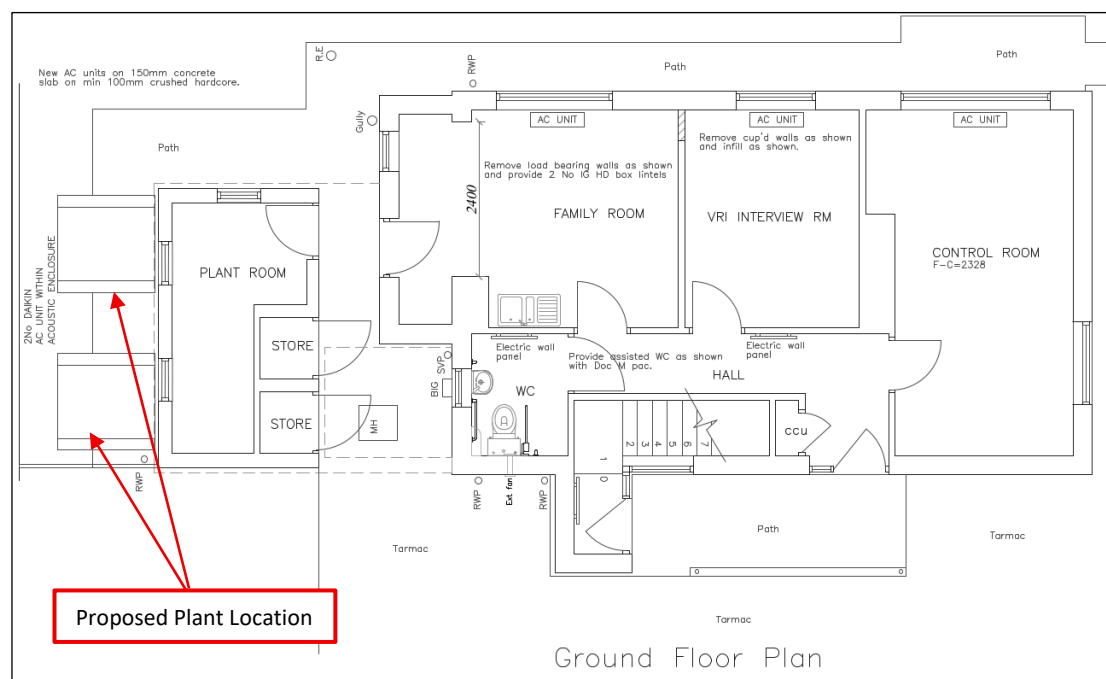 R.E
RWP
Path
Path
New AC units on 150mm concrete
slab on min 100mm crushed hardcore.
Gully
AC UNIT
AC UNIT
AC UNIT
Path
Remove cup'd walls as shown
and infill as shown.
Remove load bearing walls as shown
and provide 2 No IG HD box lintels
2400
FAMILY ROOM
VRI INTERVIEW RM
CONTROL ROOM
F-C=2328
PLANT ROOM
2No DAIKIN
AC UNIT WITHIN
ACOUSTIC ENCLOSURE
STORE
SVP
Electric wall
panel
Electric wall
panel
Provide assisted WC as shown
with Doc M pac.
HALL
BIG
WC
STORE
MH
ccu
2
3
4
5
6
7
1
0
RWP
RWP
Ext fan
RWP
Path
Tarmac
Tarmac
Proposed Plant Location
Tarmac
Ground Floor Plan